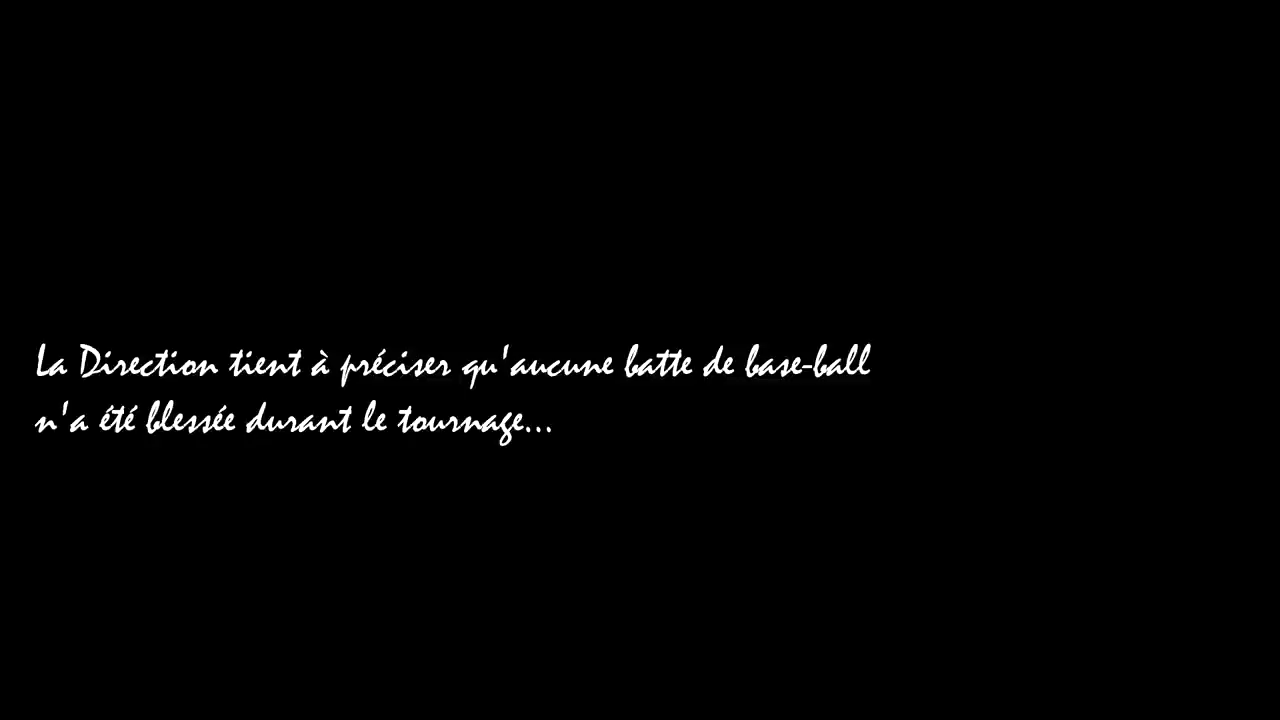 La Direction tient à préciser qu'aucune batte de base-ball
n'a été blessée durant le tournage...